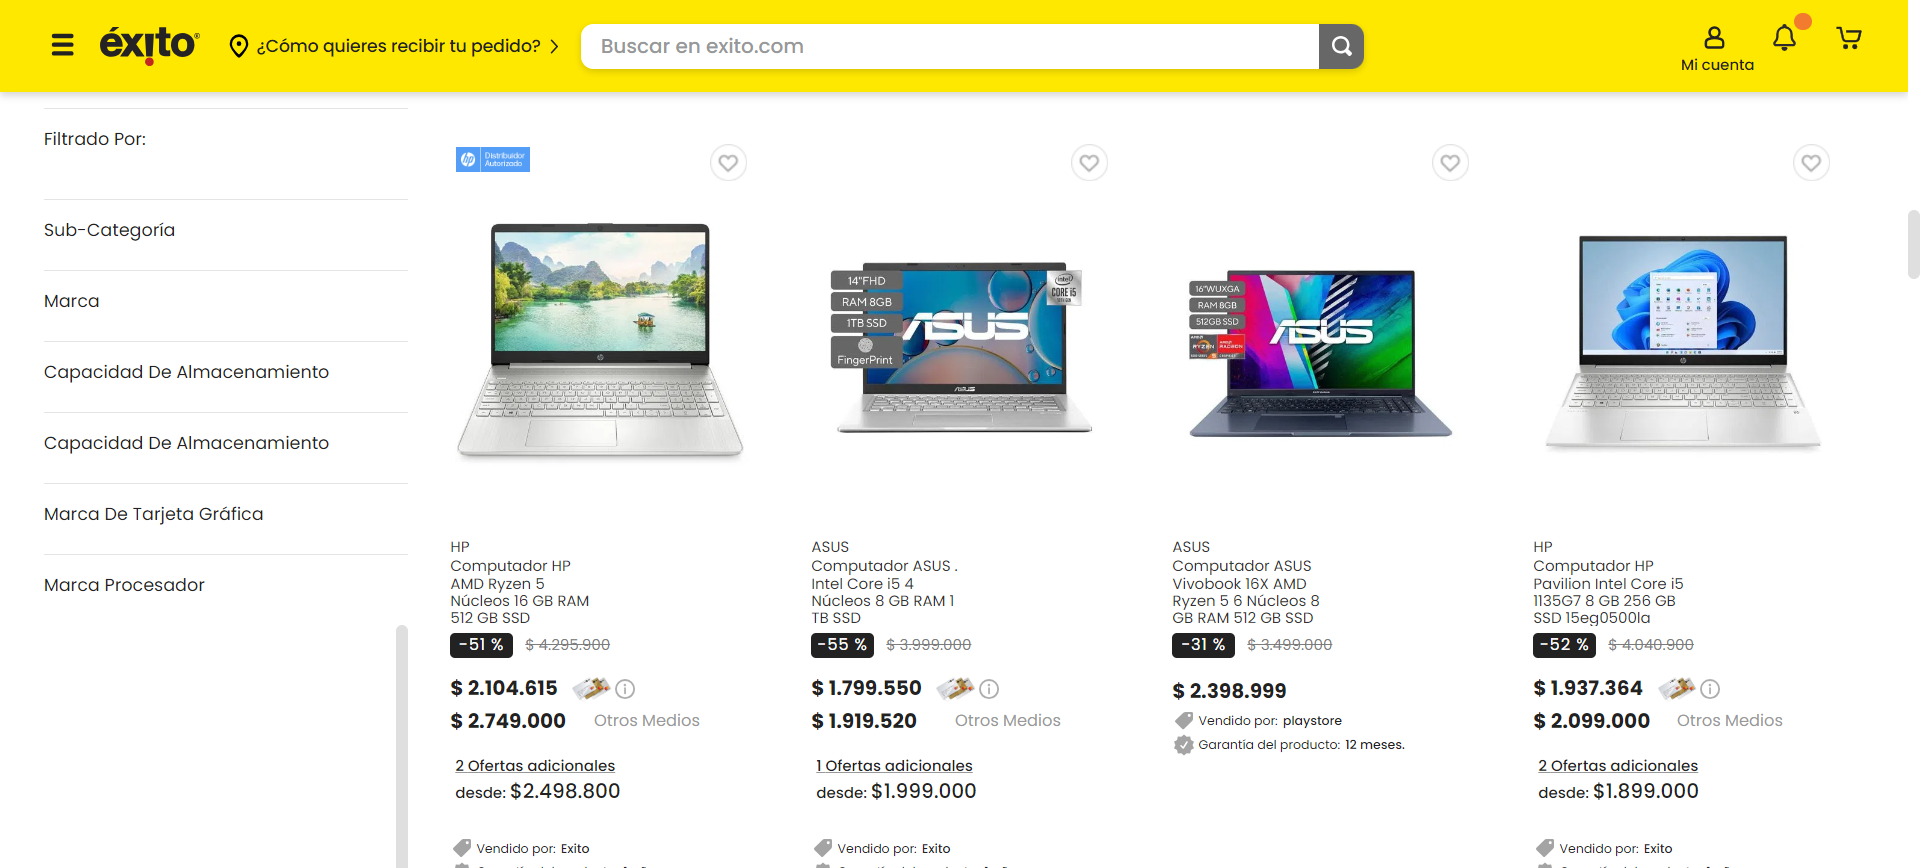 éxito
¿Cómo quieres recibir tu pedido?
Buscar en exito.com
Mi cuenta
Filtrado Por:
Sub-Categoría
Marca
Capacidad De Almacenamiento
Capacidad De Almacenamiento
Marca De Tarjeta Gráfica
Marca Procesador
hp Distribuidor
Autorizado
HP
Computador HP
AMD Ryzen 5
Núcleos 16 GB RAM
512 GB SSD
-51 % $ 4.295.900
$ 2.104.615
$ 2.749.000 Otros Medios
2 Ofertas adicionales
desde: $2.498.800
Vendido por: Exito
14"FHD
RAM 8GB
1TB SSD
FingerPrint
intel
CORE i5
ASUS
ASUS
ASUS
Computador ASUS .
Intel Core i5 4
Núcleos 8 GB RAM 1
TB SSD
-55 % $ 3.999.000
$ 1.799.550
$ 1.919.520 Otros Medios
1 Ofertas adicionales
desde: $1.999.000
Vendido por: Exito
16"WUXGA
RAM 8GB
512GB SSD
RYZEN
RADEON
ASUS
ASUS
Computador ASUS
Vivobook 16X AMD
Ryzen 5 6 Núcleos 8
GB RAM 512 GB SSD
-31 % $ 3.499.000
$ 2.398.999
Vendido por: playstore
Garantía del producto: 12 meses.
HP
Computador HP
Pavilion Intel Core i5
1135G7 8 GB 256 GB
SSD 15eg0500la
-52 % $ 4.040.900
$ 1.937.364
$ 2.099.000 Otros Medios
2 Ofertas adicionales
desde: $1.899.000
Vendido por: Exito